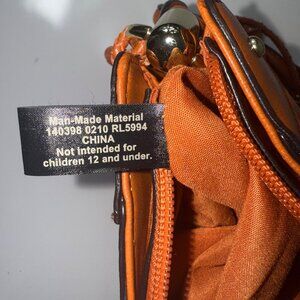 Man-Made Material
140398 0210 RL5994
CHINA
Not intended for
children 12 and under.